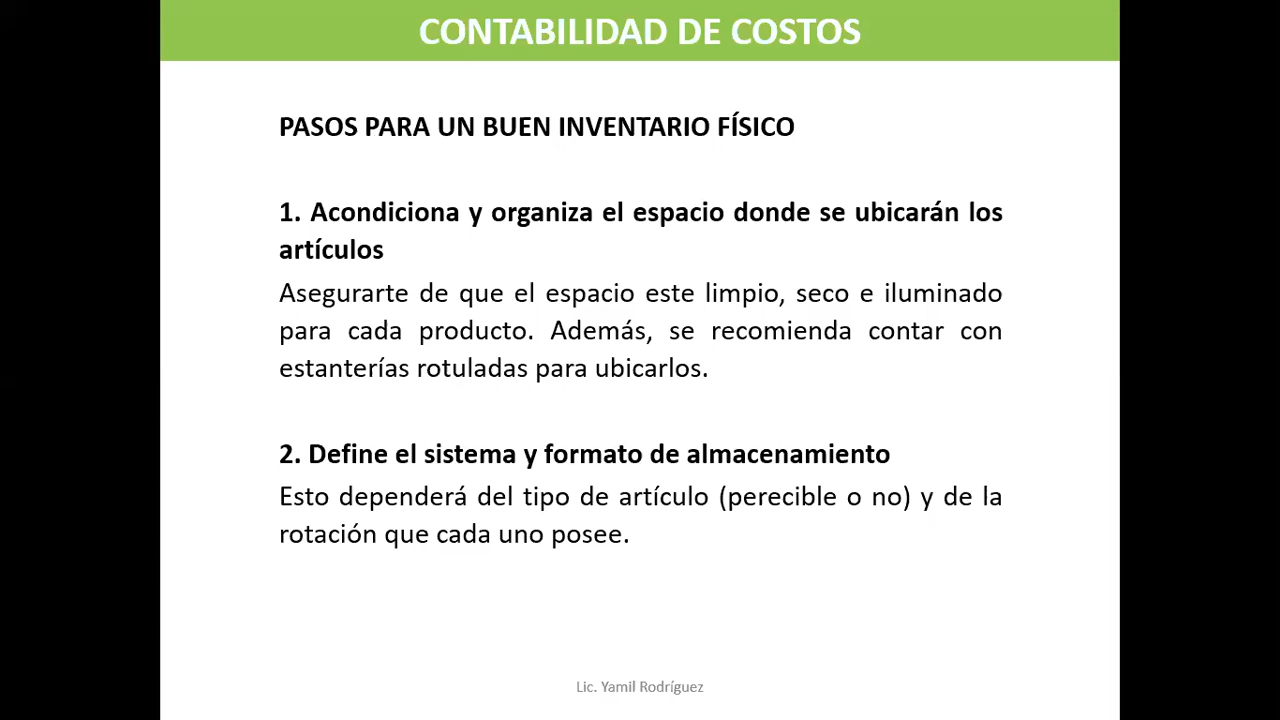 CONTABILIDAD DE COSTOS
PASOS PARA UN BUEN INVENTARIO FÍSICO
1. Acondiciona y organiza el espacio donde se ubicarán los
artículos
Asegurarte de que el espacio este limpio, seco e iluminado
para cada producto. Además, se recomienda contar con
estanterías rotuladas para ubicarlos.
2. Define el sistema y formato de almacenamiento
Esto dependerá del tipo de artículo (perecible o no) y de la
rotación que cada uno posee.
Lic. Yamil Rodríguez